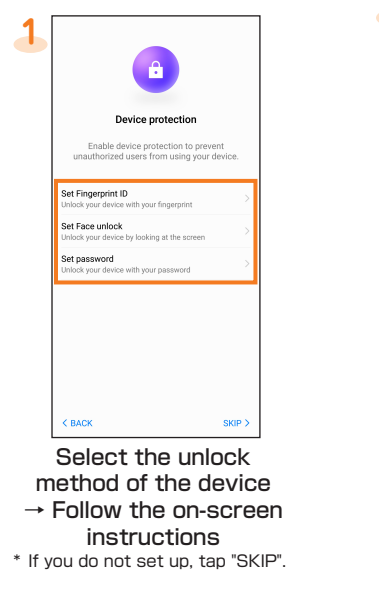 1
Device protection
Enable device protection to prevent
unauthorized users from using your device.
Set Fingerprint ID
Unlock your device with your fingerprint
Set Face unlock
Unlock your device by looking at the screen
Set password
Unlock your device with your password
< BACK
SKIP >
Select the unlock
method of the device
→ Follow the on-screen
instructions
* If you do not set up, tap "SKIP".